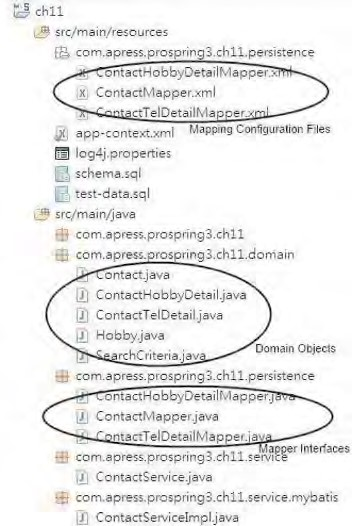 ch11
src/main/resources
com.apress.prospring3.ch11.persistence
ContactHobbyDetailMapper.xml
ContactMapper.xml
ContactTelDetailMapper.xml
app-context.xml Mapping Configuration Files
log4j.properties
schema.sql
test-data.sql
src/main/java
com.apress.prospring3.ch11
com.apress.prospring3.ch11.domain
Contact.java
ContactHobbyDetail.java
ContactTelDetail.java
Hobby.java
SearchCriteria.java Domain Objects
com.apress.prospring3.ch11.persistence
ContactHobbyDetailMapper.java
ContactMapper.java
ContactTelDetailMapper.java
Mapper Interfaces
com.apress.prospring3.ch11.service
ContactService.java
com.apress.prospring3.ch11.service.mybatis
ContactServiceImpl.java